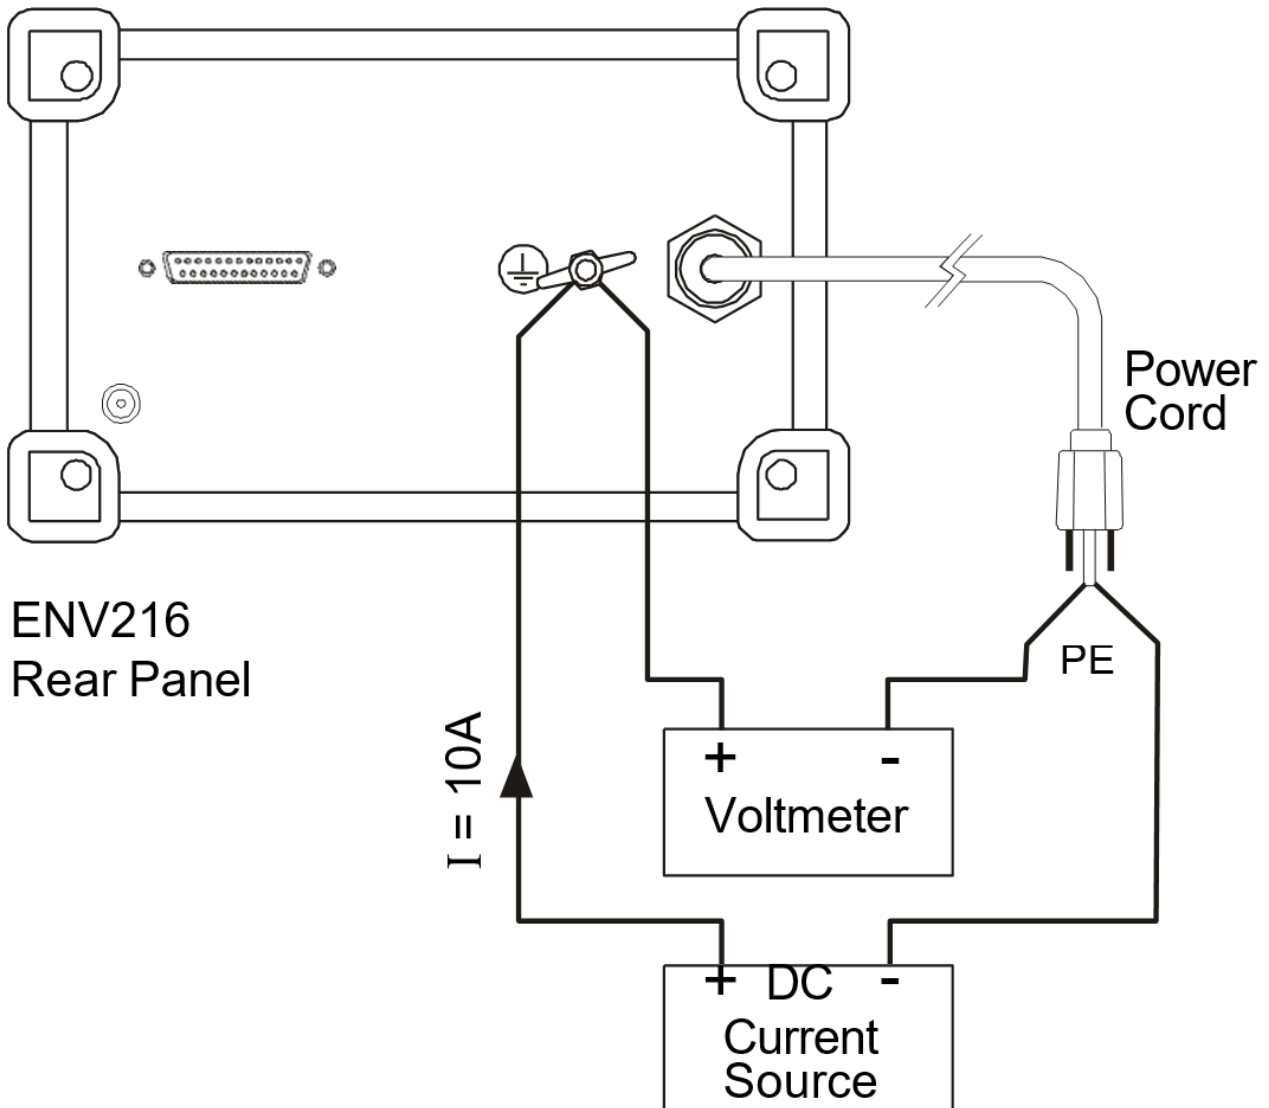 Power
Cord
ENV216
Rear Panel
PE
I = 10A
+ -
Voltmeter
+ DC -
Current
Source